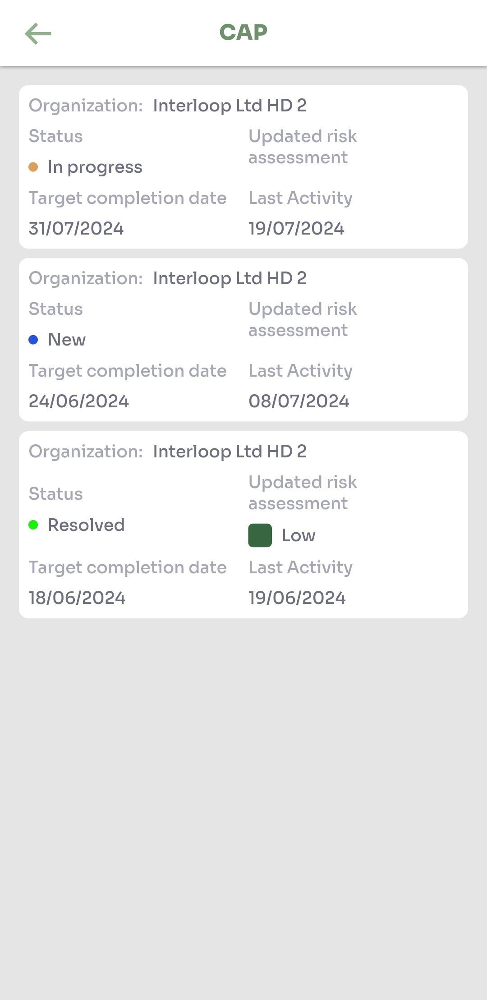 CAP
Organization: Interloop Ltd HD 2
Status
In progress
Updated risk
assessment
Target completion date
31/07/2024
Last Activity
19/07/2024
Organization: Interloop Ltd HD 2
Status
New
Updated risk
assessment
Target completion date
24/06/2024
Last Activity
08/07/2024
Organization: Interloop Ltd HD 2
Status
Resolved
Updated risk
assessment
Low
Target completion date
18/06/2024
Last Activity
19/06/2024